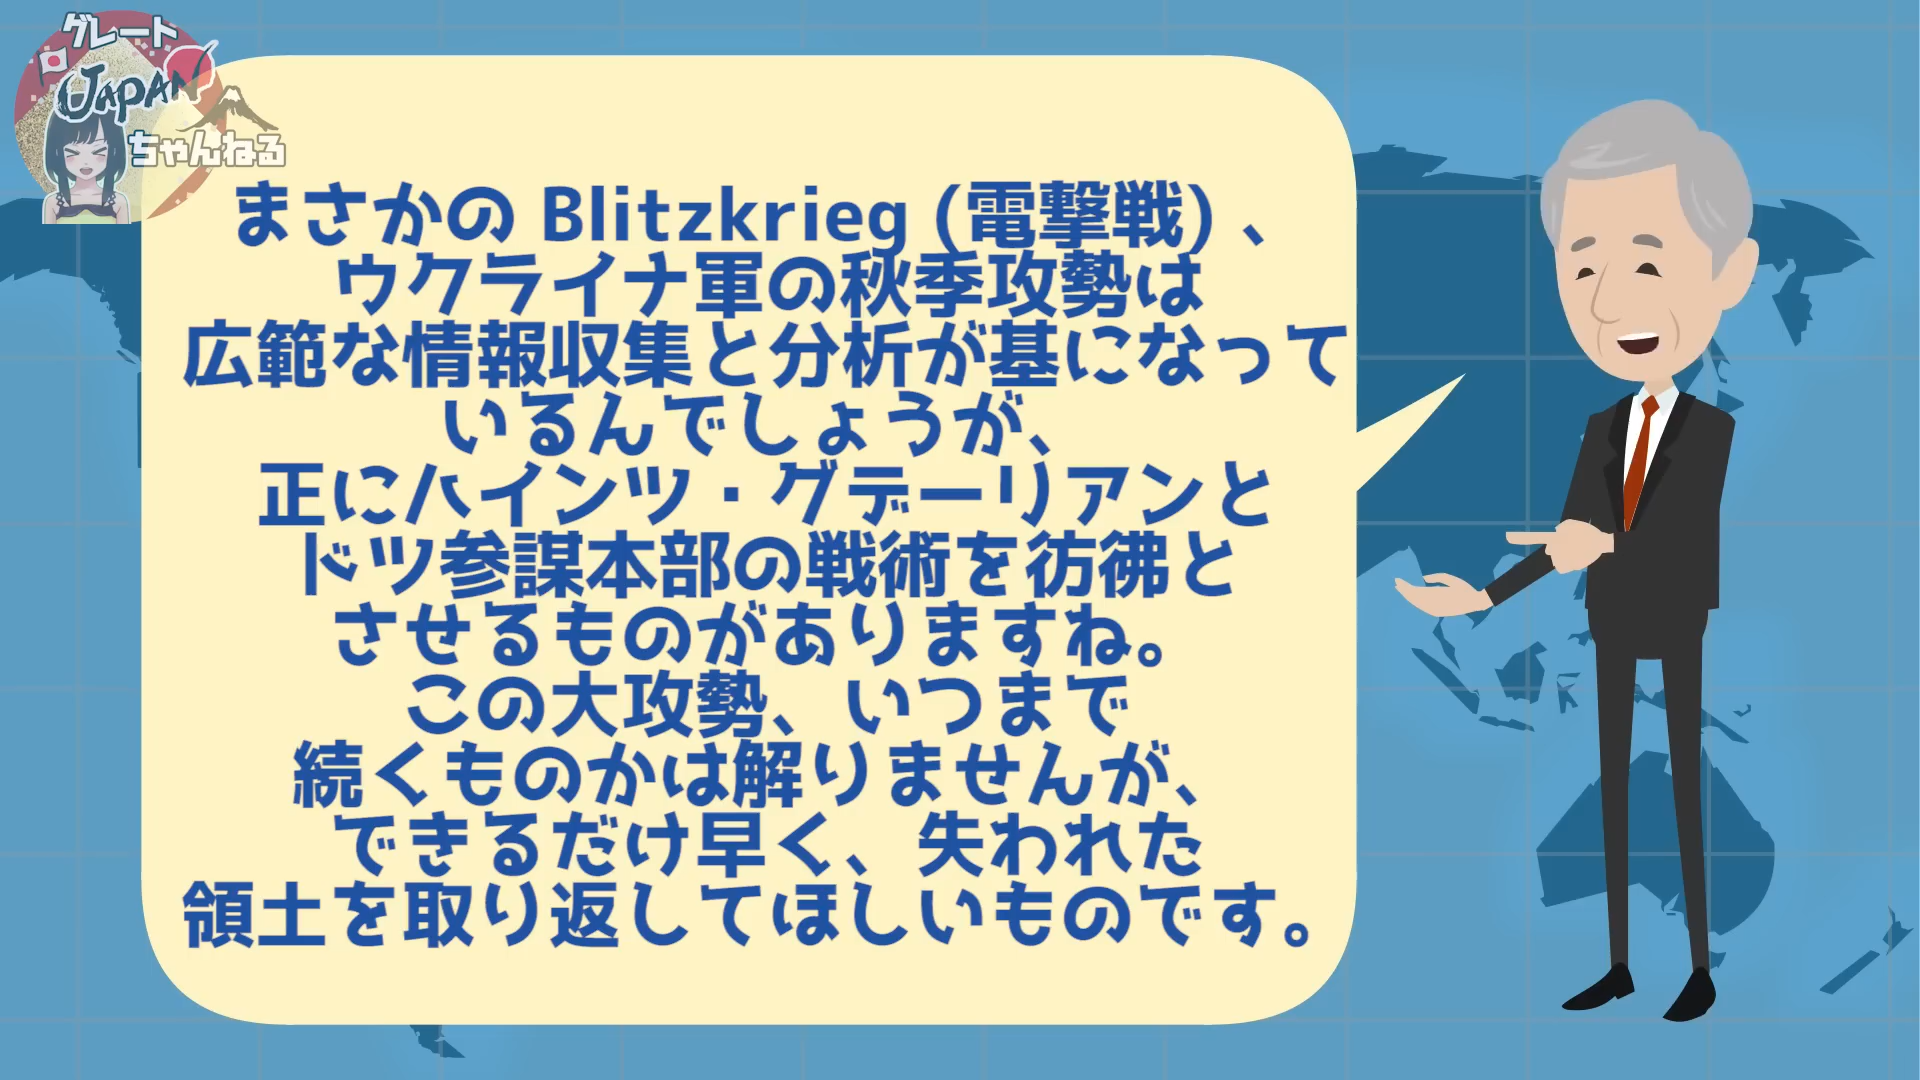 グレート
JAPAN
ちゃんねる
まさかの Blitzkrieg (電撃戦) 、
ウクライナ軍の秋季攻勢は
広範な情報収集と分析が基になって
いるんでしょうが、
正にハインツ・グデーリアンと
ドツ参謀本部の戦術を彷彿と
させるものがありますね。
この大攻勢、いつまで
続くものかは解りませんが、
できるだけ早く、失われた
領土を取り返してほしいものです。